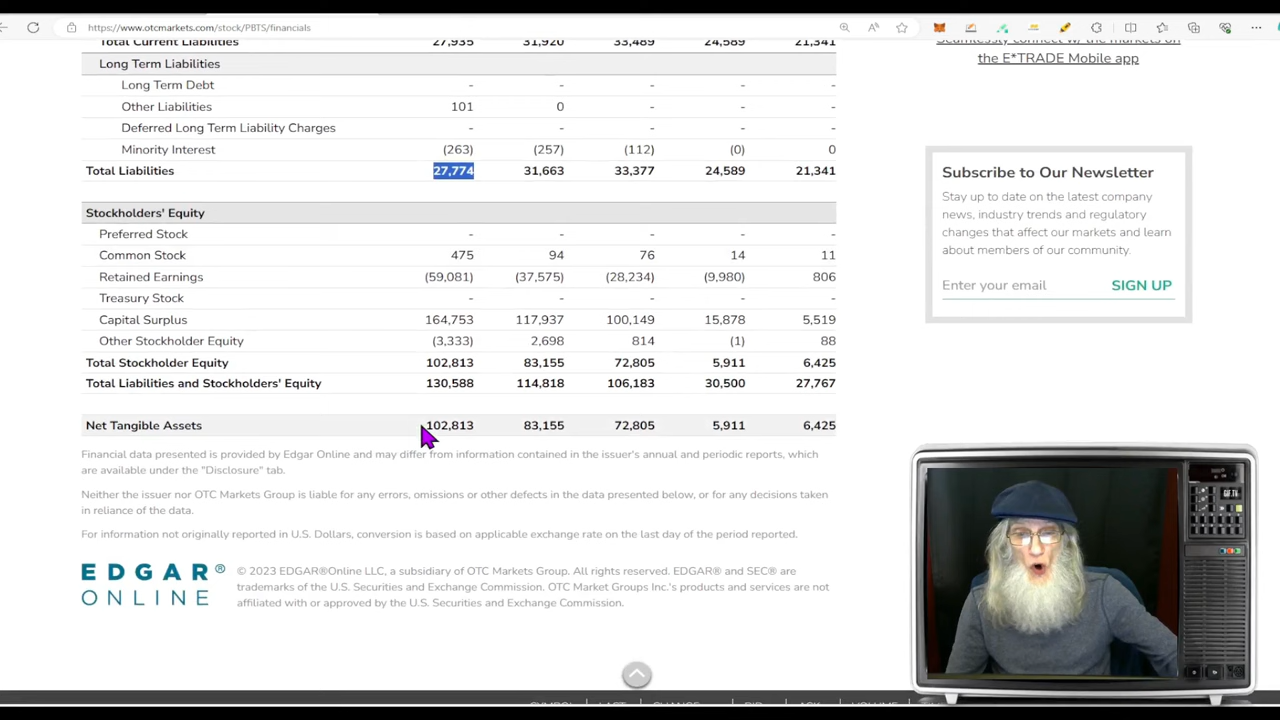 https://www.otcmarkets.com/stock/PBTS/financials
Total Current Liabilities 27,935 31,920 33,489 24,589 21,341
Long Term Liabilities
Long Term Debt - - - - -
Other Liabilities 101 0 - - -
Deferred Long Term Liability Charges - - - - -
Minority Interest (263) (257) (112) (0) 0
Total Liabilities 27,774 31,663 33,377 24,589 21,341
Stockholders' Equity
Preferred Stock - - - - -
Common Stock 475 94 76 14 11
Retained Earnings (59,081) (37,575) (28,234) (9,980) 806
Treasury Stock - - - - -
Capital Surplus 164,753 117,937 100,149 15,878 5,519
Other Stockholder Equity (3,333) 2,698 814 (1) 88
Total Stockholder Equity 102,813 83,155 72,805 5,911 6,425
Total Liabilities and Stockholders' Equity 130,588 114,818 106,183 30,500 27,767
Net Tangible Assets 102,813 83,155 72,805 5,911 6,425
Financial data presented is provided by Edgar Online and may differ from information contained in the issuer's annual and periodic reports, which
are available under the "Disclosure" tab.
Neither the issuer nor OTC Markets Group is liable for any errors, omissions or other defects in the data presented below, or for any decisions taken
in reliance of the data.
For information not originally reported in U.S. Dollars, conversion is based on applicable exchange rate on the last day of the period reported.
EDGAR®
ONLINE
© 2023 EDGAR®Online LLC, a subsidiary of OTC Markets Group. All rights reserved. EDGAR® and SEC® are
trademarks of the U.S. Securities and Exchange Commission. OTC Market Groups Inc.'s products and services are not
affiliated with or approved by the U.S. Securities and Exchange Commission.
Seamlessly connect w/ the markets on
the E*TRADE Mobile app
Subscribe to Our Newsletter
Stay up to date on the latest company
news, industry trends and regulatory
changes that affect our markets and learn
about members of our community.
Enter your email SIGN UP
GIF.TV
SYMBOL LAST CHANGE BID ASK VOLUME